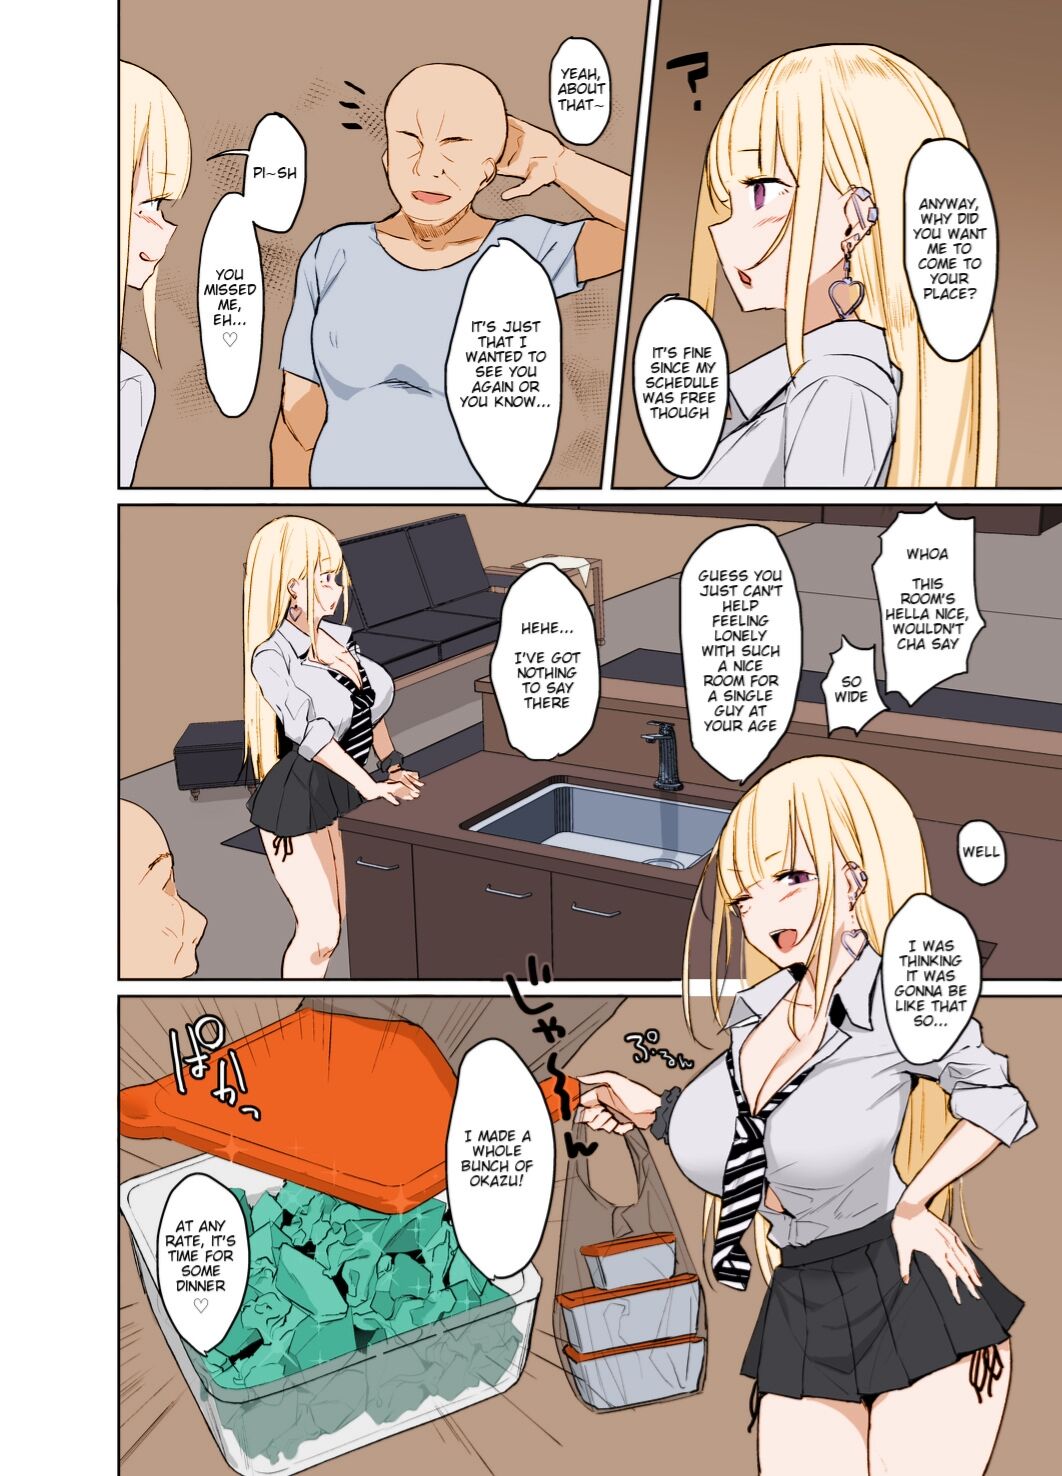 ?
ANYWAY,
WHY DID
YOU WANT
ME TO
COME TO
YOUR
PLACE?
IT'S FINE
SINCE MY
SCHEDULE
WAS FREE
THOUGH
YEAH,
ABOUT
THAT~
IT'S JUST
THAT I
WANTED TO
SEE YOU
AGAIN OR
YOU KNOW...
PI~SH
YOU
MISSED
ME,
EH...
♡
WHOA
THIS
ROOM'S
HELLA NICE,
WOULDN'T
CHA SAY
SO
WIDE
GUESS YOU
JUST CAN'T
HELP
FEELING
LONELY
WITH SUCH
A NICE
ROOM FOR
A SINGLE
GUY AT
YOUR AGE
HEHE...
I'VE GOT
NOTHING
TO SAY
THERE
WELL
I WAS
THINKING
IT WAS
GONNA BE
LIKE THAT
SO...
ぷるん
じゃ~ん
I MADE A
WHOLE
BUNCH OF
OKAZU!
ぱかっ
AT ANY
RATE, IT'S
TIME FOR
SOME
DINNER
♡